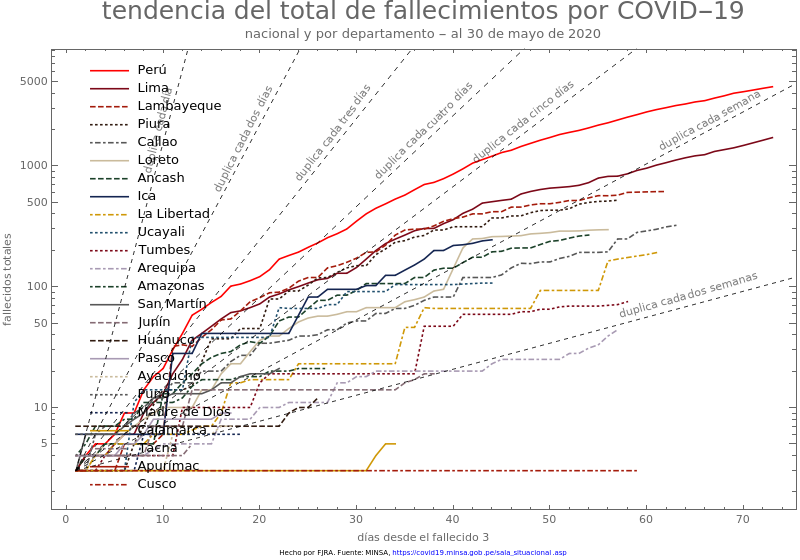 tendencia del total de fallecimientos por COVID–19
nacional y por departamento – al 30 de mayo de 2020
fallecidos totales
5000
1000
500
100
50
10
5
Perú
Lima
Lambayeque
Piura
Callao
Loreto
Ancash
Ica
La Libertad
Ucayali
Tumbes
Arequipa
Amazonas
San Martín
Junín
Huánuco
Pasco
Ayacucho
Puno
Madre de Dios
Cajamarca
Tacna
Apurímac
Cusco
duplica cada día
duplica cada dos días
duplica cada tres días
duplica cada cuatro días
duplica cada cinco días
duplica cada semana
duplica cada dos semanas
0 10 20 30 40 50 60 70
días desde el fallecido 3
Hecho por FJRA. Fuente: MINSA, https://covid19.minsa.gob.pe/sala_situacional.asp